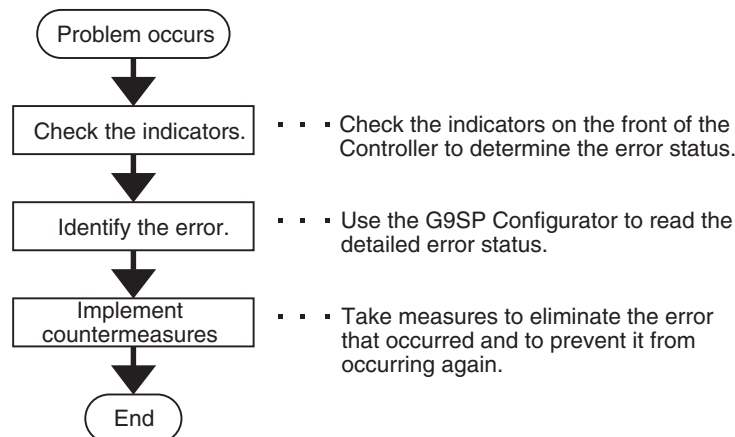 Problem occurs
Check the indicators.
Check the indicators on the front of the
Controller to determine the error status.
Identify the error.
Use the G9SP Configurator to read the
detailed error status.
Implement
countermeasures
Take measures to eliminate the error
that occurred and to prevent it from
occurring again.
End